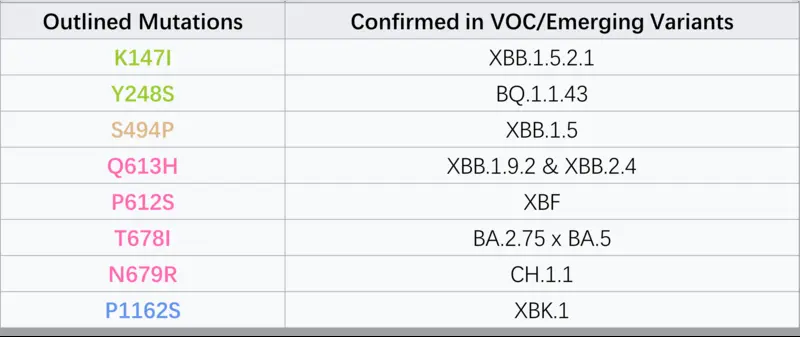 Outlined Mutations Confirmed in VOC/Emerging Variants
K147I XBB.1.5.2.1
Y248S BQ.1.1.43
S494P XBB.1.5
Q613H XBB.1.9.2 & XBB.2.4
P612S XBF
T678I BA.2.75 x BA.5
N679R CH.1.1
P1162S XBK.1